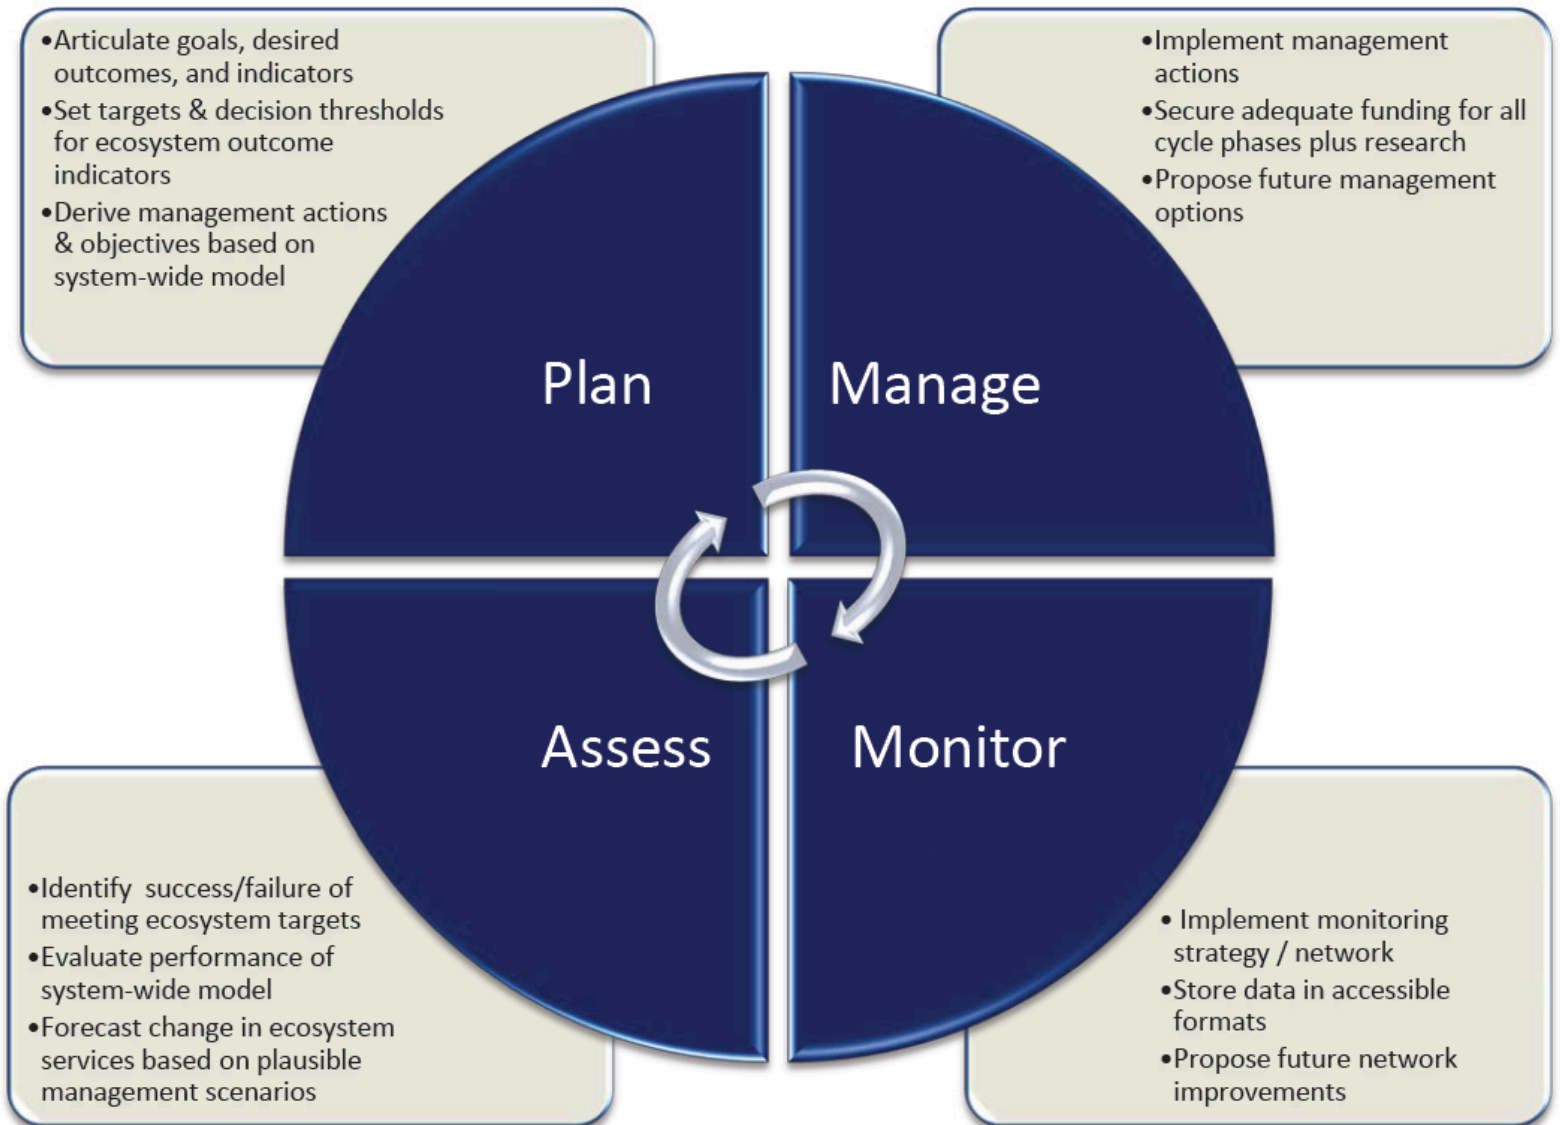 •Articulate goals, desired
outcomes, and indicators
•Set targets & decision thresholds
for ecosystem outcome
indicators
•Derive management actions
& objectives based on
system-wide model
•Implement management
actions
•Secure adequate funding for all
cycle phases plus research
•Propose future management
options
Plan
Manage
Assess
Monitor
•Identify success/failure of
meeting ecosystem targets
•Evaluate performance of
system-wide model
•Forecast change in ecosystem
services based on plausible
management scenarios
• Implement monitoring
strategy / network
•Store data in accessible
formats
•Propose future network
improvements